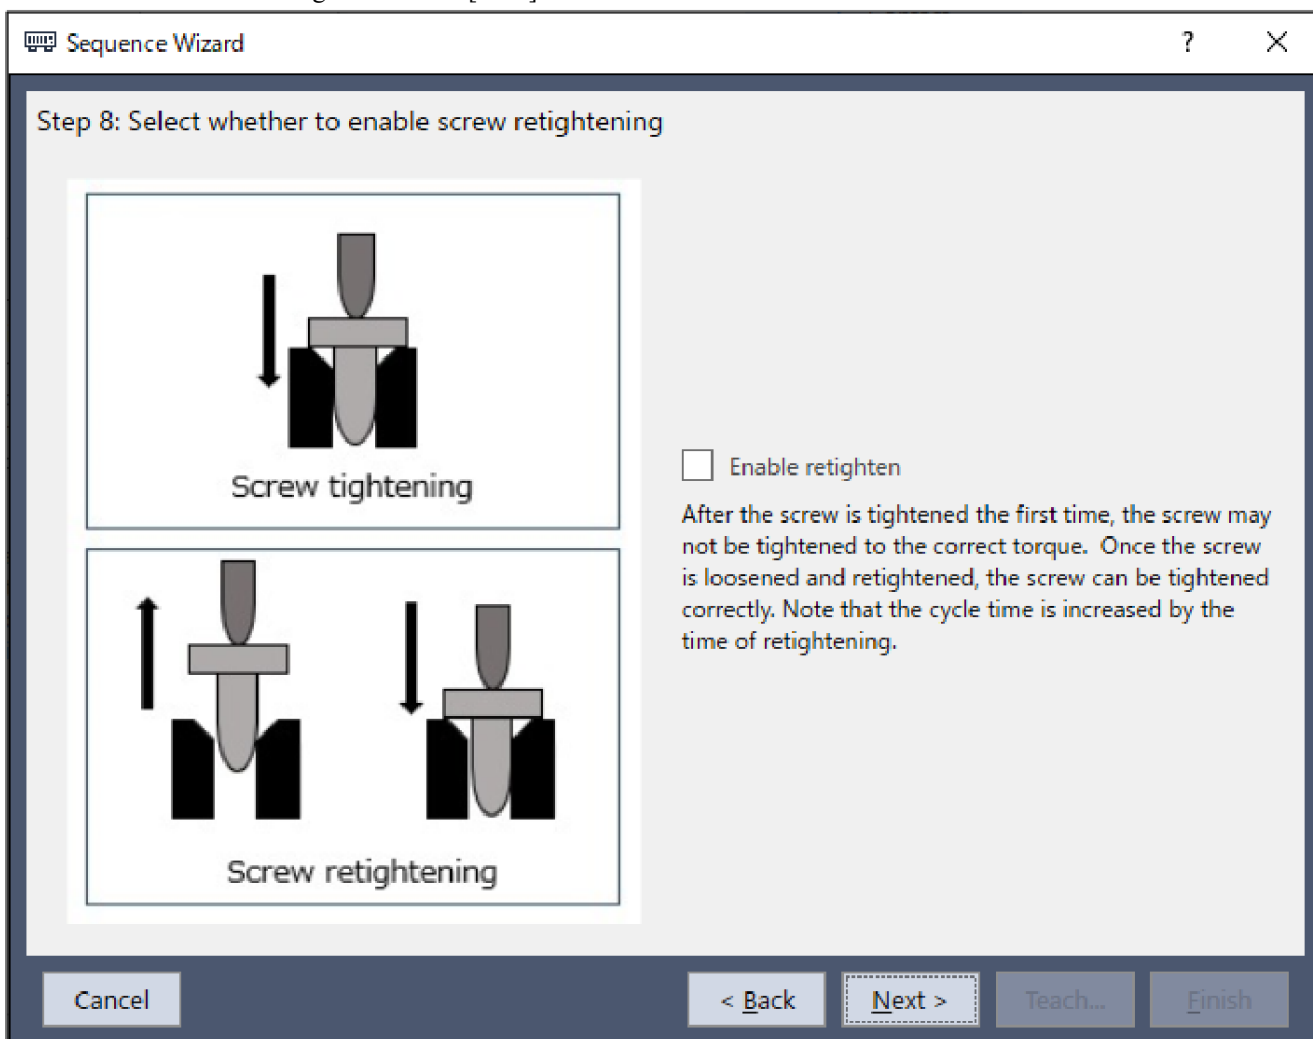 Sequence Wizard
?
Step 8: Select whether to enable screw retightening
Screw tightening
Screw retightening
Enable retighten
After the screw is tightened the first time, the screw may
not be tightened to the correct torque.  Once the screw
is loosened and retightened, the screw can be tightened
correctly. Note that the cycle time is increased by the
time of retightening.
Cancel
< Back
Next >
Teach...
Finish